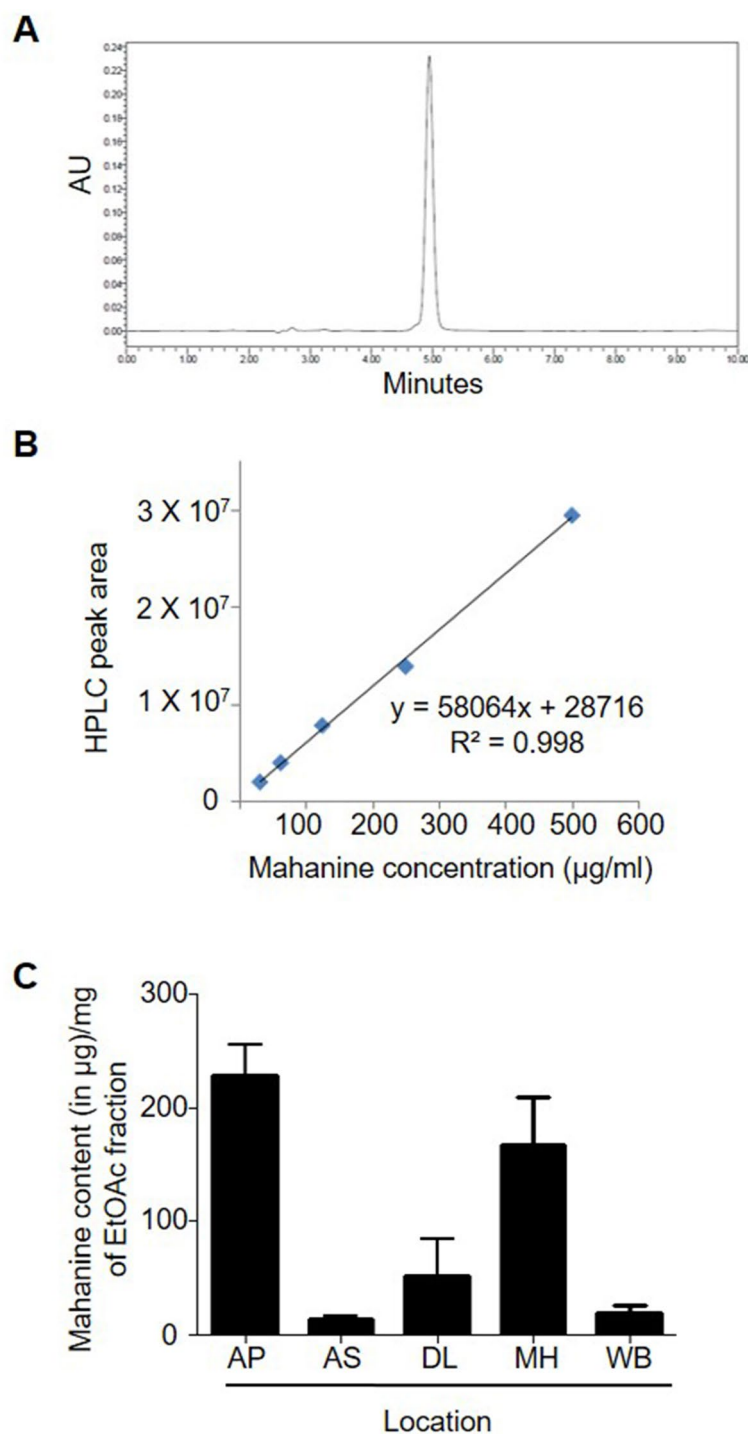 A
AU
0.24
0.22
0.20
0.18
0.16
0.14
0.12
0.10
0.08
0.06
0.04
0.02
0.00
0.00 1.00 2.00 3.00 4.00 5.00 6.00 7.00 8.00 9.00 10.00
Minutes
B
HPLC peak area
3 X 10⁷
2 X 10⁷
1 X 10⁷
0
y = 58064x + 28716
R² = 0.998
100 200 300 400 500 600
Mahanine concentration (µg/ml)
C
Mahanine content (in µg)/mg
of EtOAc fraction
300
200
100
0
AP AS DL MH WB
Location